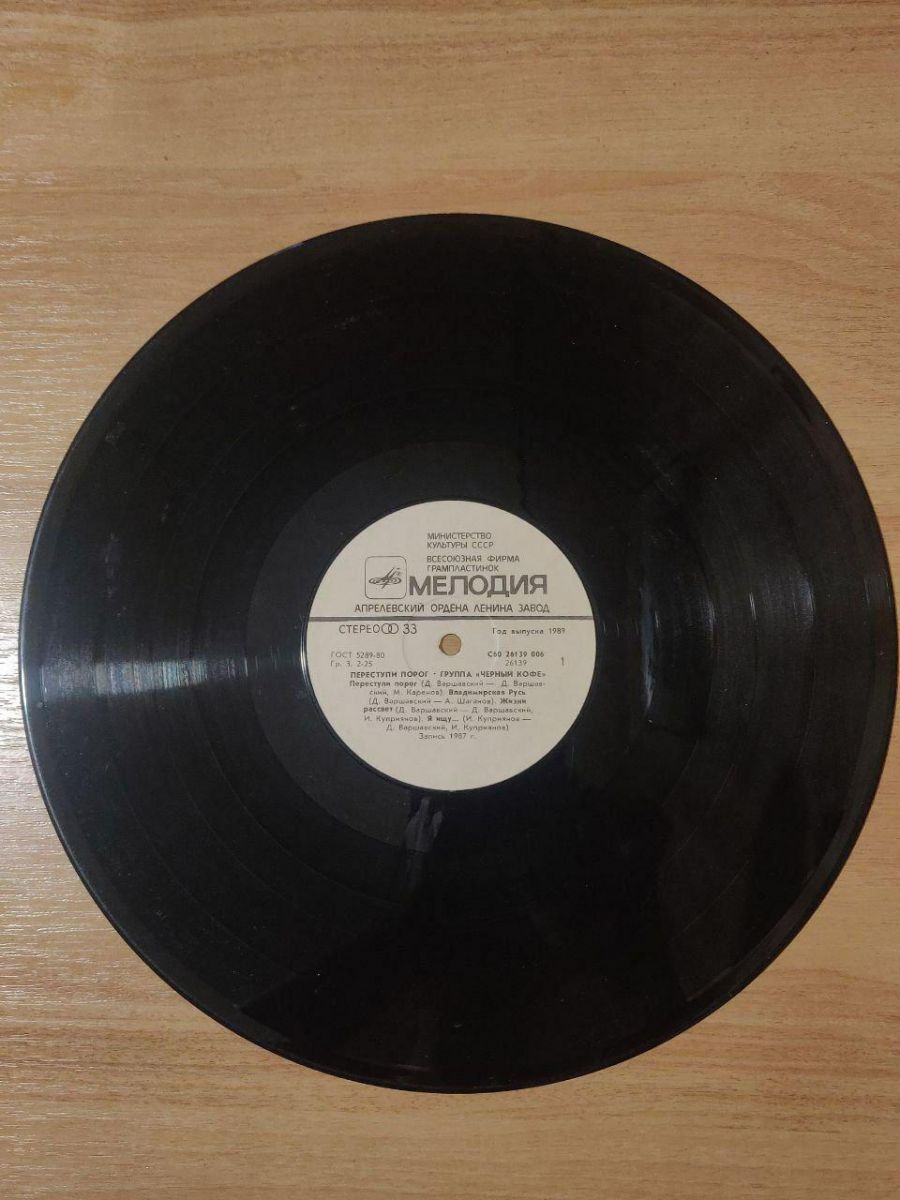 МИНИСТЕРСТВО
КУЛЬТУРЫ СССР
ВСЕСОЮЗНАЯ ФИРМА
ГРАМПЛАСТИНОК
МЕЛОДИЯ
АПРЕЛЕВСКИЙ ОРДЕНА ЛЕНИНА ЗАВОД
СТЕРЕО 33 Год выпуска 1989
ГОСТ 5289-80 С60 26139 006
Гр. 3. 2-25 26139 1
ПЕРЕСТУПИ ПОРОГ · ГРУППА «ЧЕРНЫЙ КОФЕ»
Переступи порог (Д. Варшавский — Д. Варшав-
ский, М. Каренов). Владимирская Русь
(Д. Варшавский — А. Шаганов). Жизни
рассвет (Д. Варшавский — Д. Варшавский,
И. Куприянов). Я ищу... (И. Куприянов —
Д. Варшавский, И. Куприянов)
Запись 1987 г.